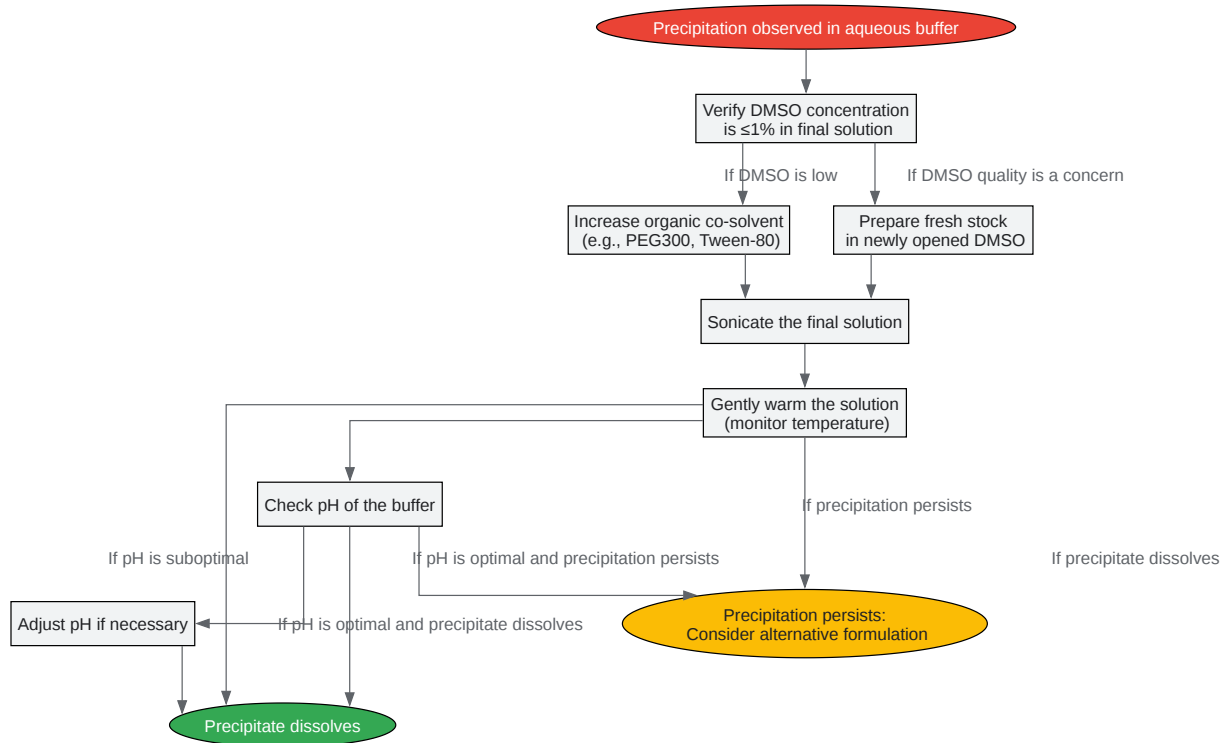 Precipitation observed in aqueous buffer
Verify DMSO concentration
is ≤1% in final solution
If DMSO is low
If DMSO quality is a concern
Increase organic co-solvent
(e.g., PEG300, Tween-80)
Prepare fresh stock
in newly opened DMSO
Sonicate the final solution
Gently warm the solution
(monitor temperature)
Check pH of the buffer
If precipitation persists
If pH is suboptimal
If pH is optimal and precipitation persists
If precipitate dissolves
Adjust pH if necessary
If pH is optimal and precipitate dissolves
Precipitation persists:
Consider alternative formulation
Precipitate dissolves